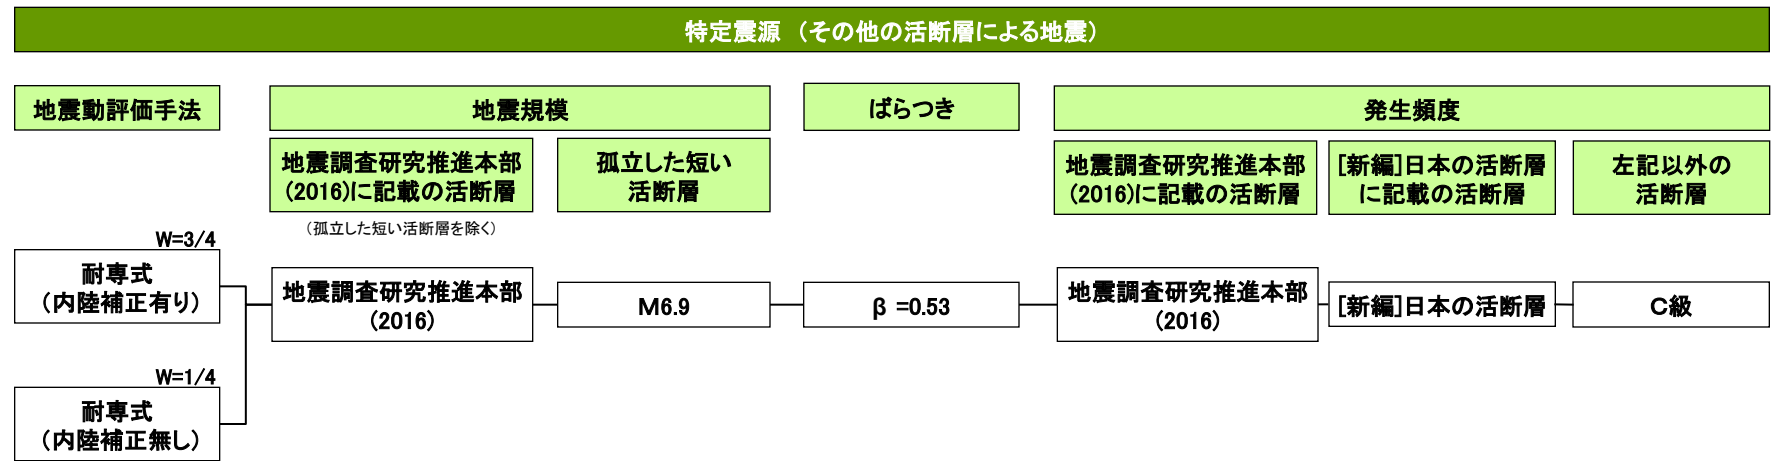 特定震源 （その他の活断層による地震）
地震動評価手法
地震規模
ばらつき
発生頻度
地震調査研究推進本部
(2016)に記載の活断層
孤立した短い
活断層
地震調査研究推進本部
(2016)に記載の活断層
[新編]日本の活断層
に記載の活断層
左記以外の
活断層
（孤立した短い活断層を除く）
W=3/4
耐専式
（内陸補正有り）
地震調査研究推進本部
(2016)
M6.9
β =0.53
地震調査研究推進本部
(2016)
[新編]日本の活断層
C級
W=1/4
耐専式
（内陸補正無し）